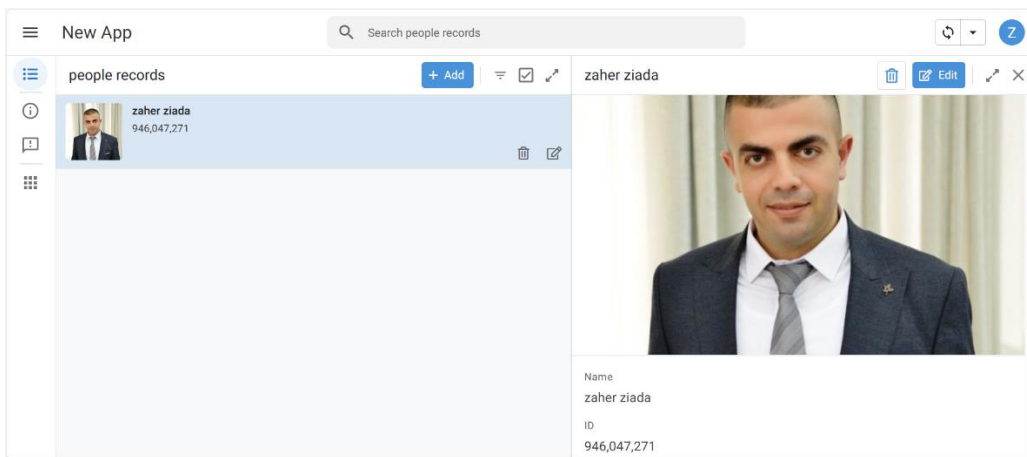 New App
Search people records
Z
people records
+ Add
zaher ziada
946,047,271
zaher ziada
Edit
Name
zaher ziada
ID
946,047,271